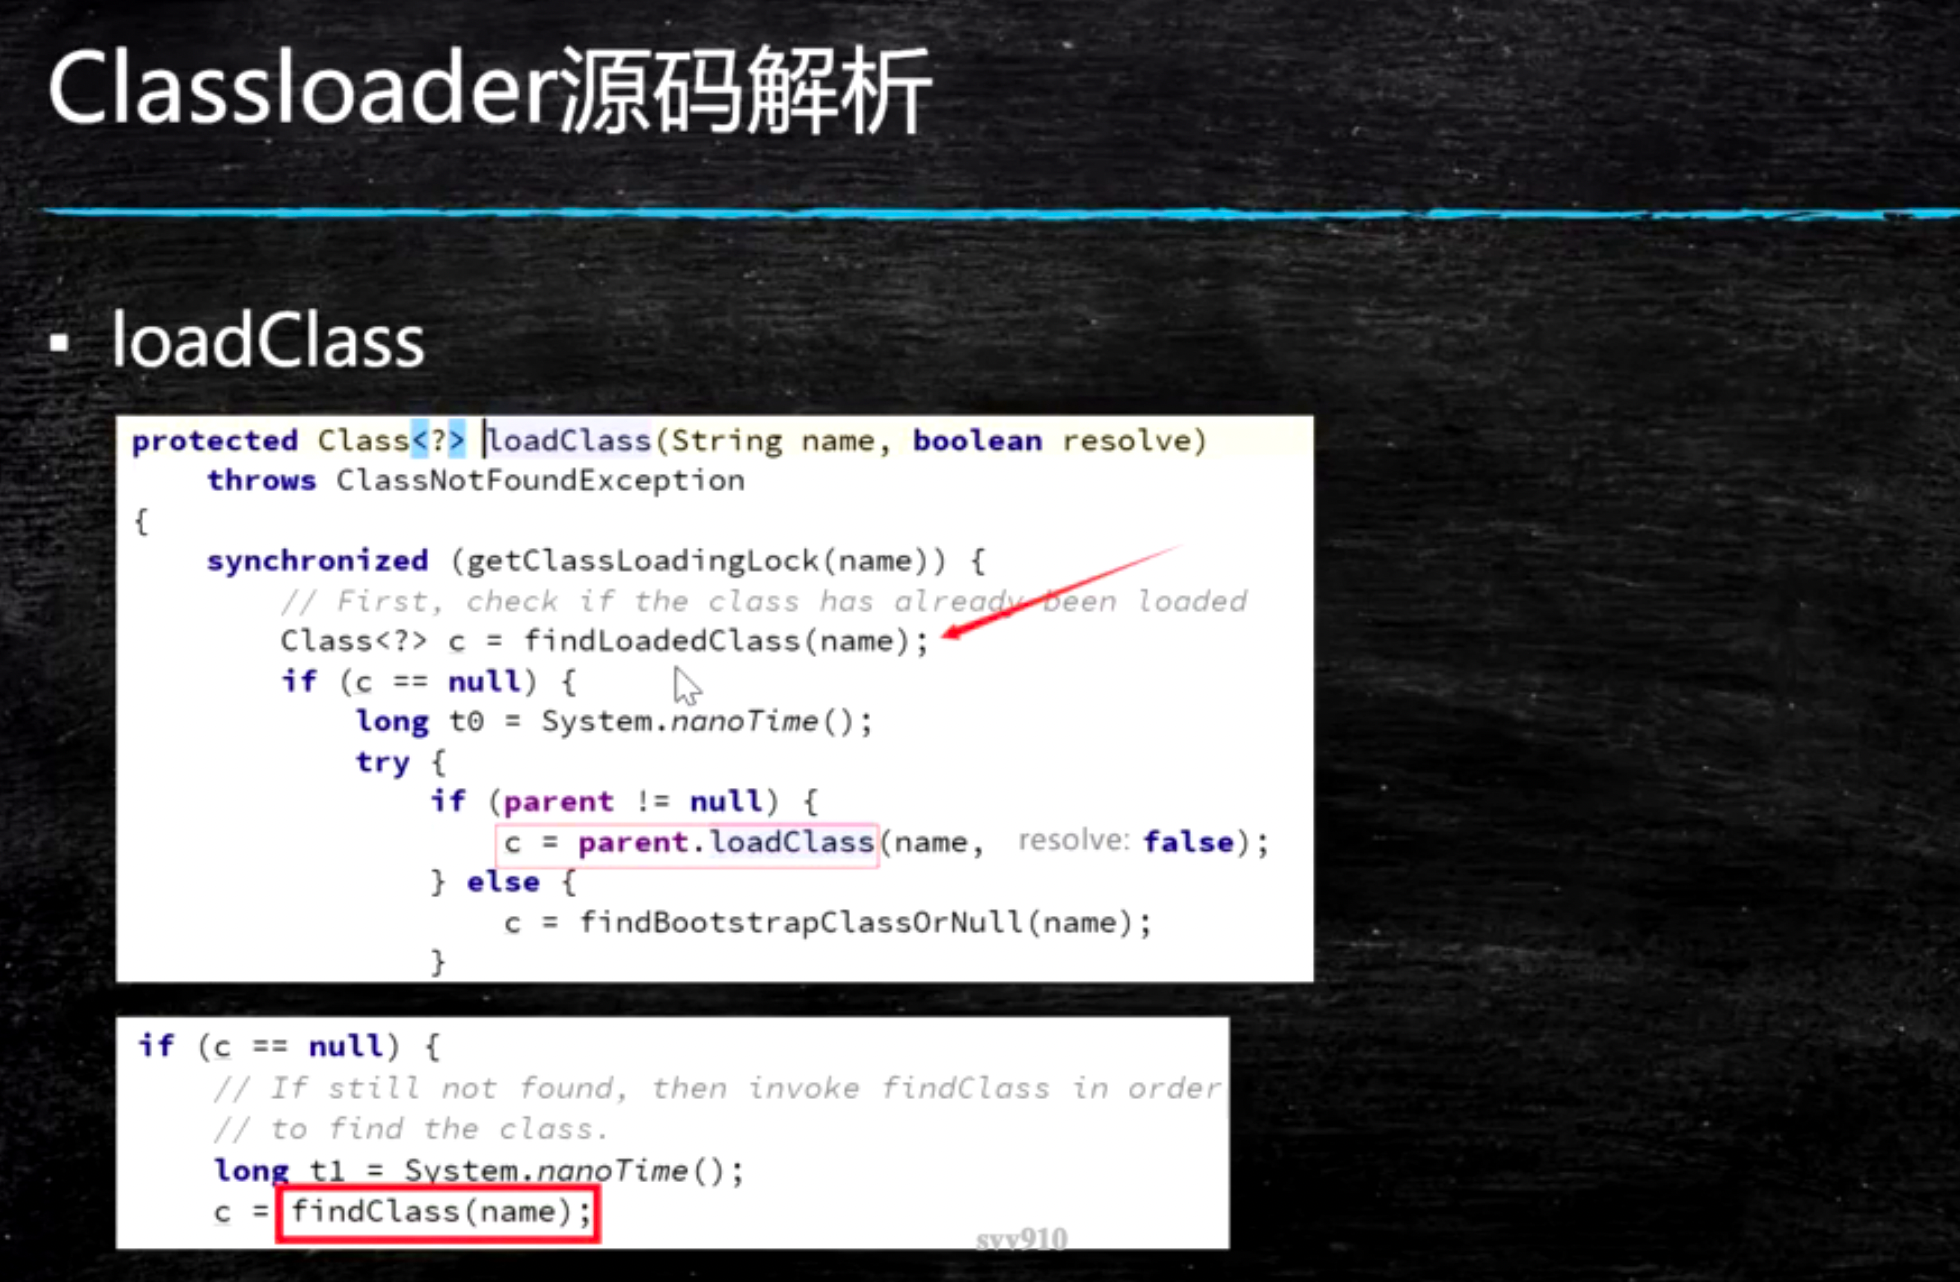 Classloader源码解析
▪ loadClass
protected Class<?> loadClass(String name, boolean resolve)
    throws ClassNotFoundException
{
    synchronized (getClassLoadingLock(name)) {
        // First, check if the class has already been loaded
        Class<?> c = findLoadedClass(name);
        if (c == null) {
            long t0 = System.nanoTime();
            try {
                if (parent != null) {
                    c = parent.loadClass(name, resolve: false);
                } else {
                    c = findBootstrapClassOrNull(name);
                }
if (c == null) {
    // If still not found, then invoke findClass in order
    // to find the class.
    long t1 = System.nanoTime();
    c = findClass(name);
svv910